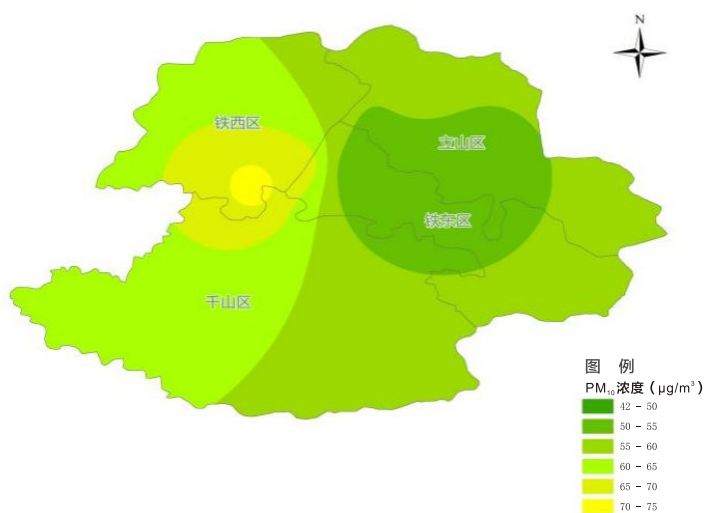 N
铁西区
立山区
铁东区
千山区
图 例
PM₁₀浓度（μg/m³）
42 - 50
50 - 55
55 - 60
60 - 65
65 - 70
70 - 75